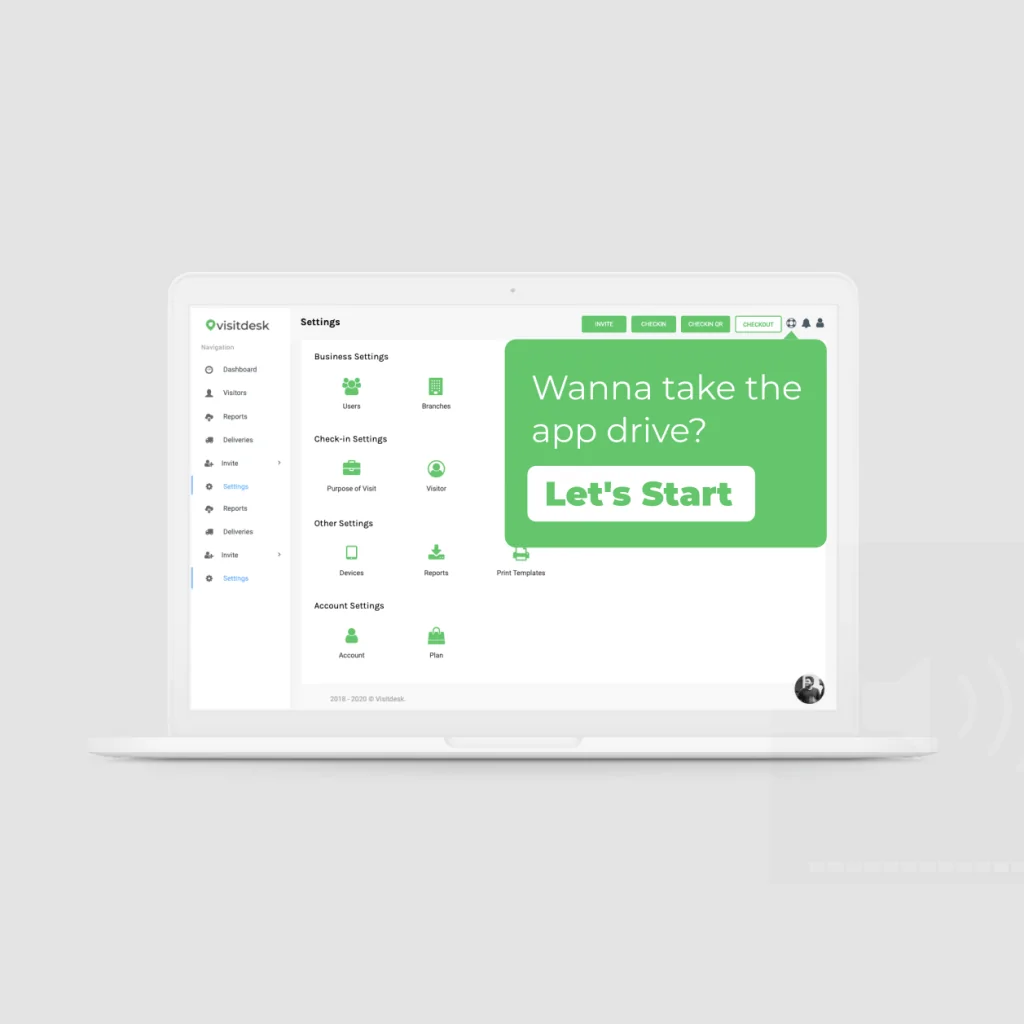 visitdesk
Settings
INVITE
CHECKIN
CHECKIN QR
CHECKOUT
Navigation
Dashboard
Visitors
Reports
Deliveries
Invite
Settings
Reports
Deliveries
Invite
Settings
Business Settings
Users
Branches
Check-in Settings
Purpose of Visit
Visitor
Other Settings
Devices
Reports
Print Templates
Account Settings
Account
Plan
2016 - 2020 © Visitdesk.
Wanna take the
app drive?
Let's Start